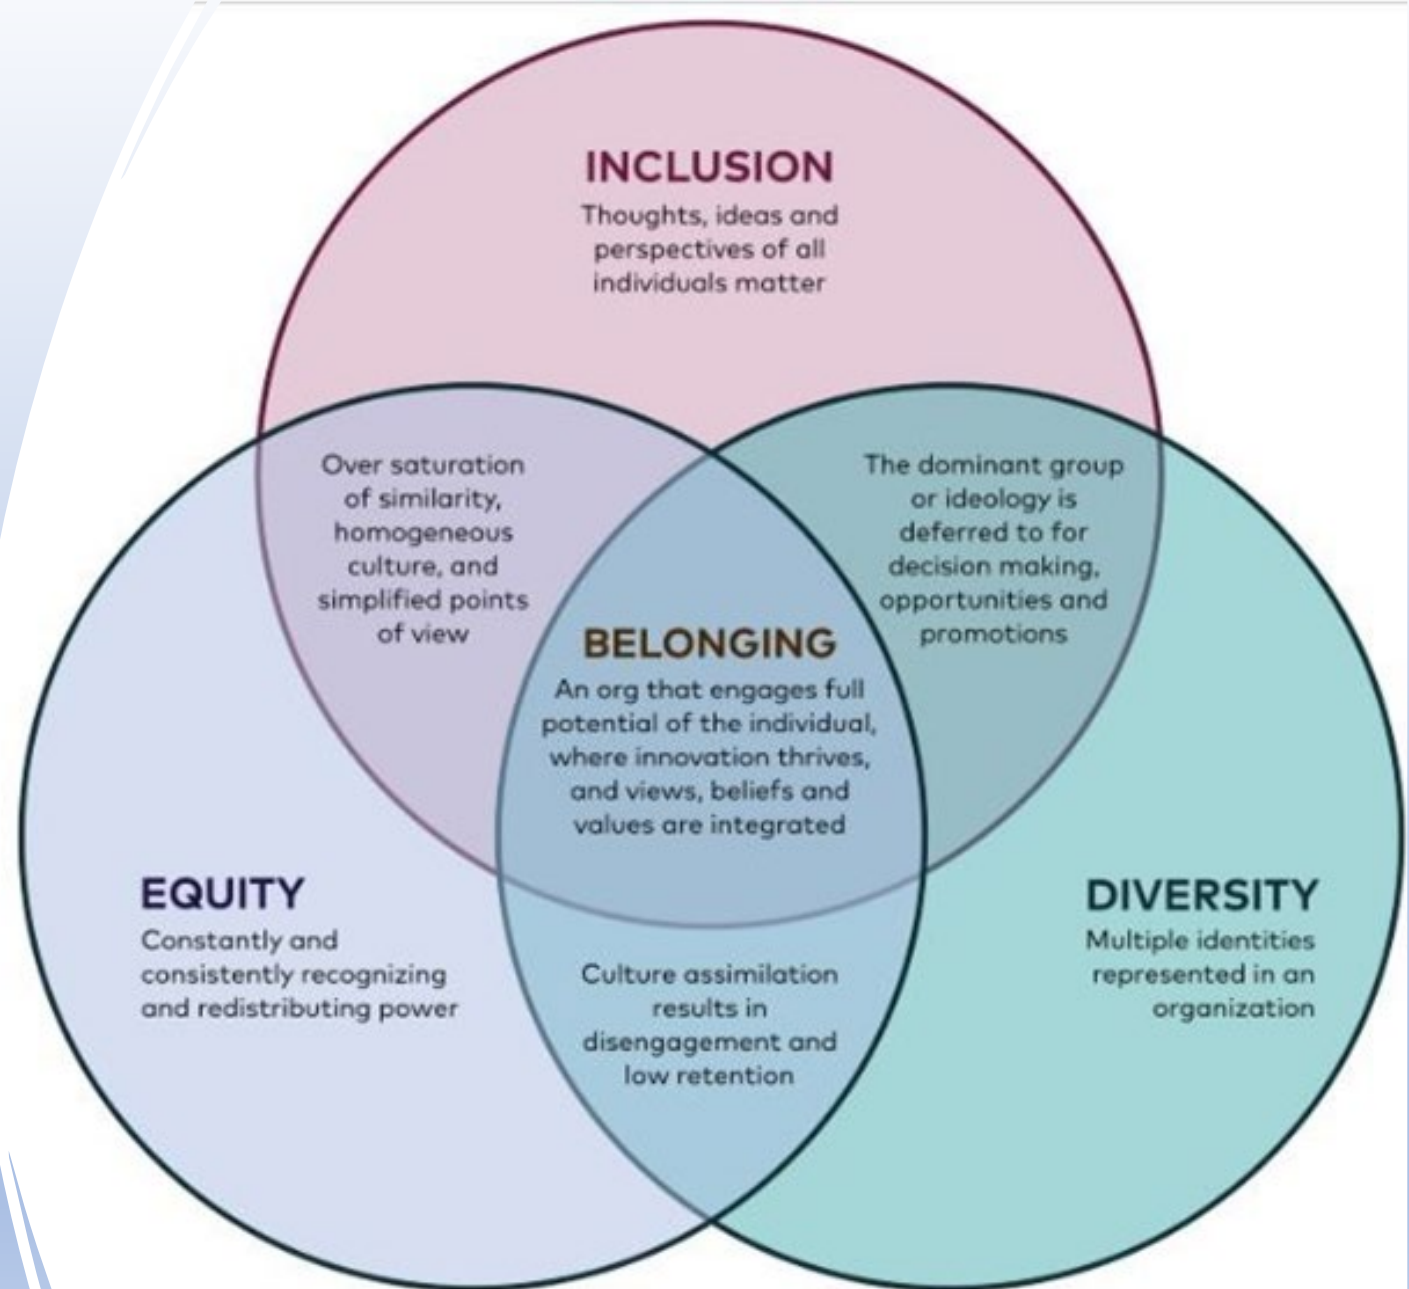 INCLUSION
Thoughts, ideas and
perspectives of all
individuals matter
Over saturation
of similarity,
homogeneous
culture, and
simplified points
of view
The dominant group
or ideology is
deferred to for
decision making,
opportunities and
promotions
BELONGING
An org that engages full
potential of the individual,
where innovation thrives,
and views, beliefs and
values are integrated
EQUITY
Constantly and
consistently recognizing
and redistributing power
DIVERSITY
Multiple identities
represented in an
organization
Culture assimilation
results in
disengagement and
low retention